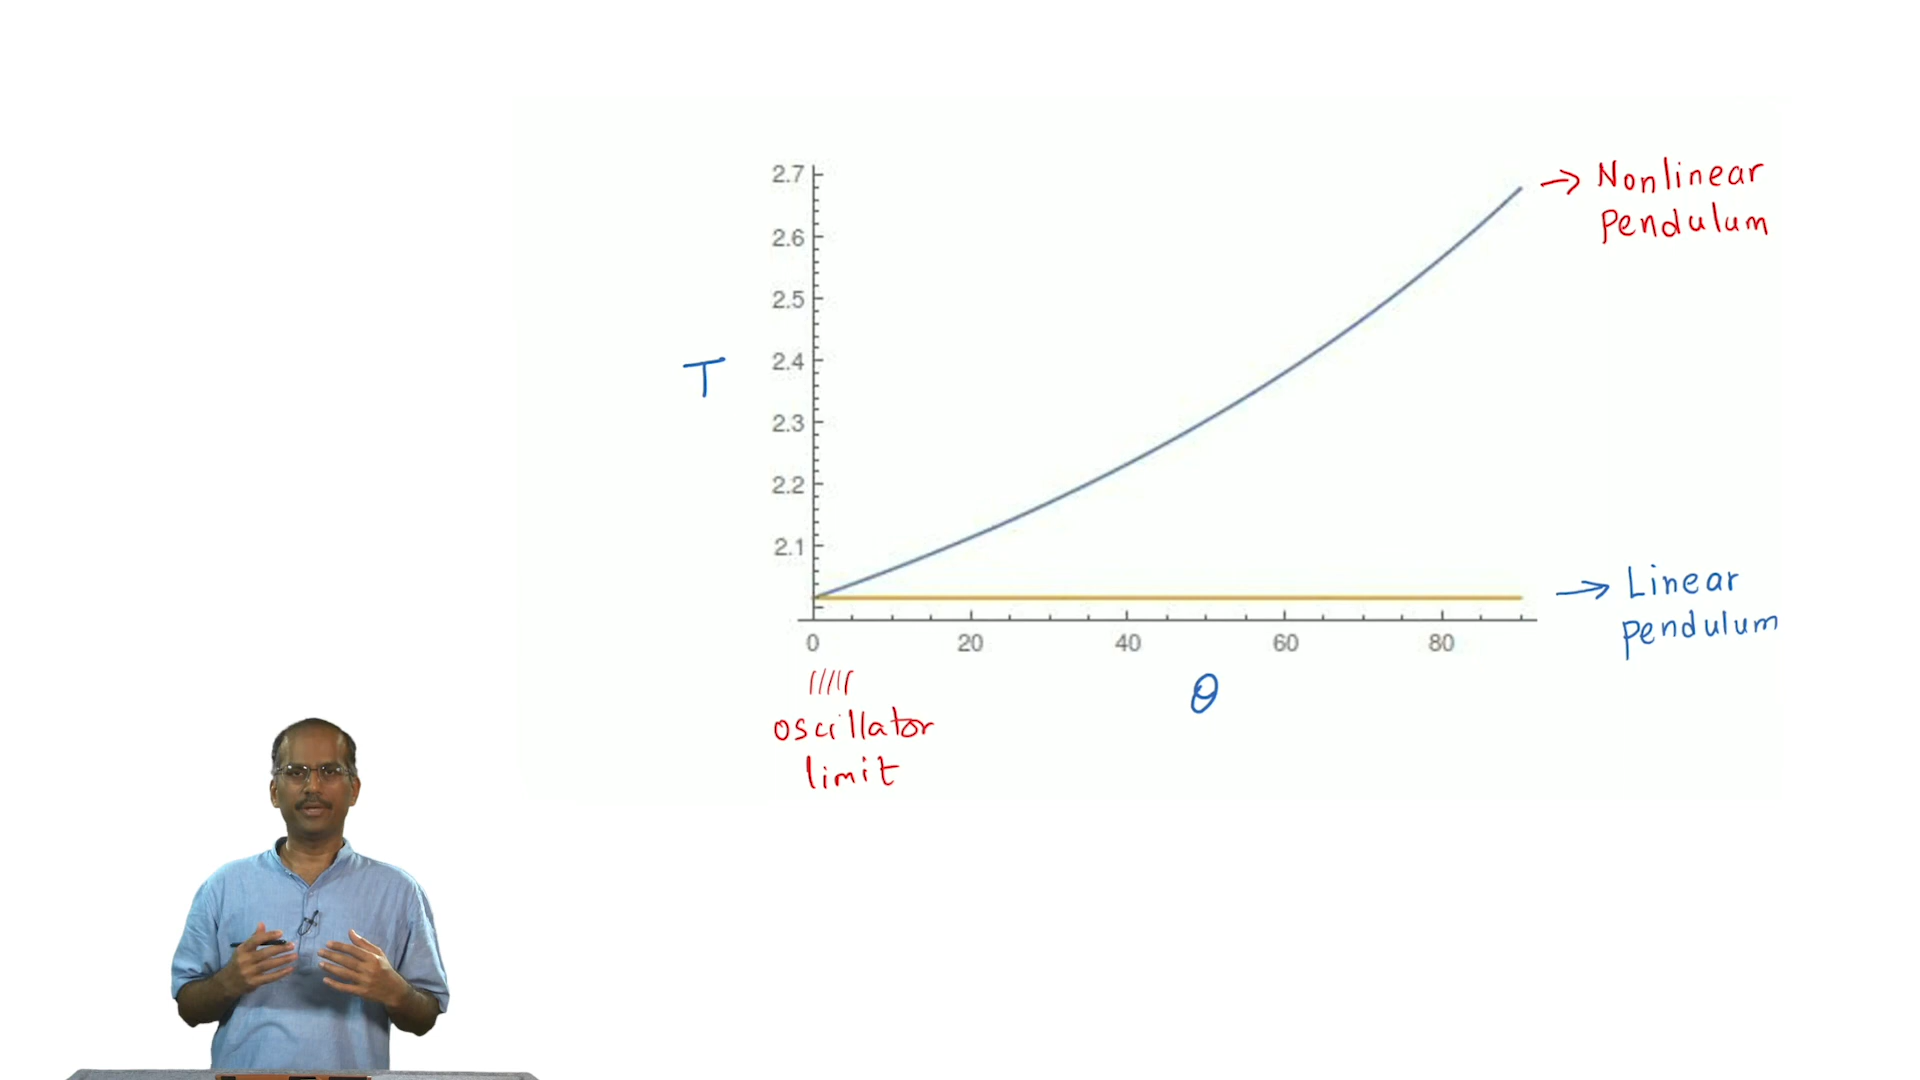 2.7
2.6
2.5
2.4
2.3
2.2
2.1
T
0 20 40 60 80
θ
→ Nonlinear
pendulum
→ Linear
pendulum
oscillator
limit